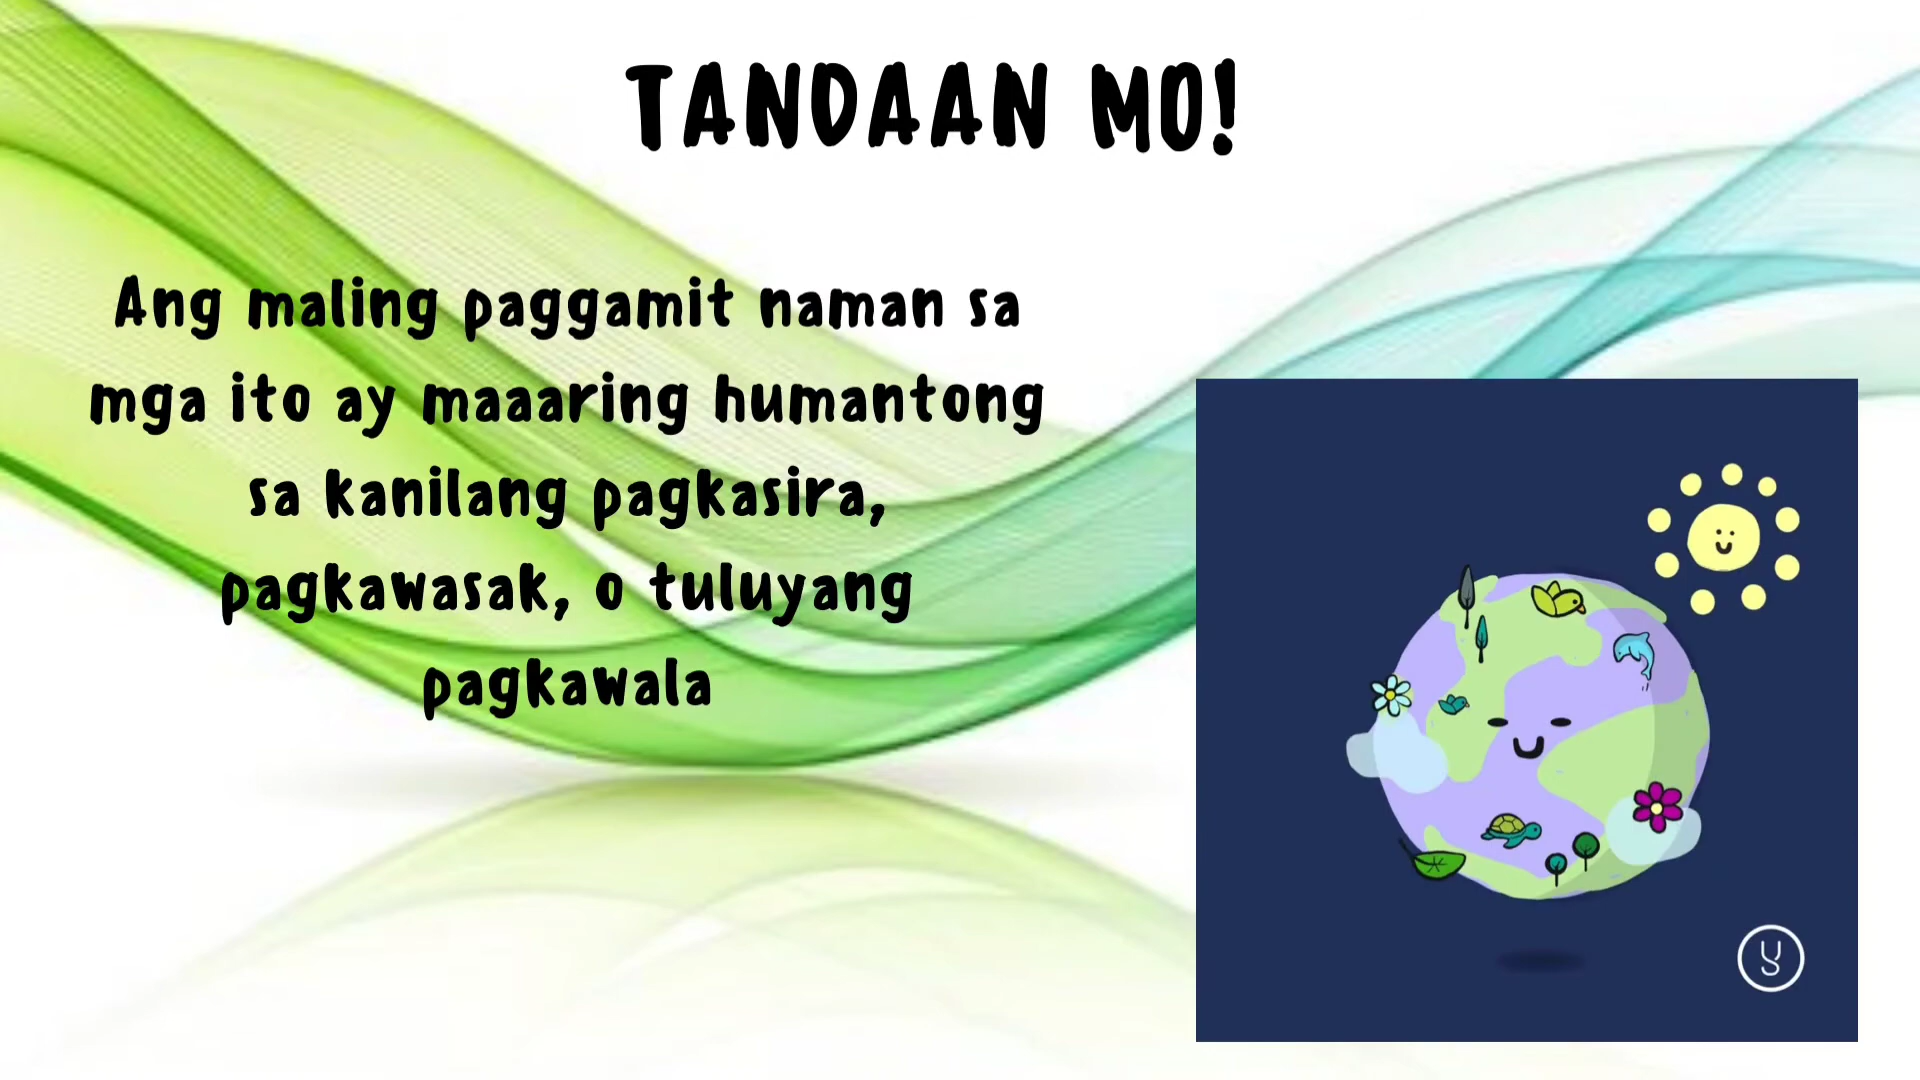 TANDAAN MO!
Ang maling paggamit naman sa
mga ito ay maaaring humantong
sa kanilang pagkasira,
pagkawasak, o tuluyang
pagkawala